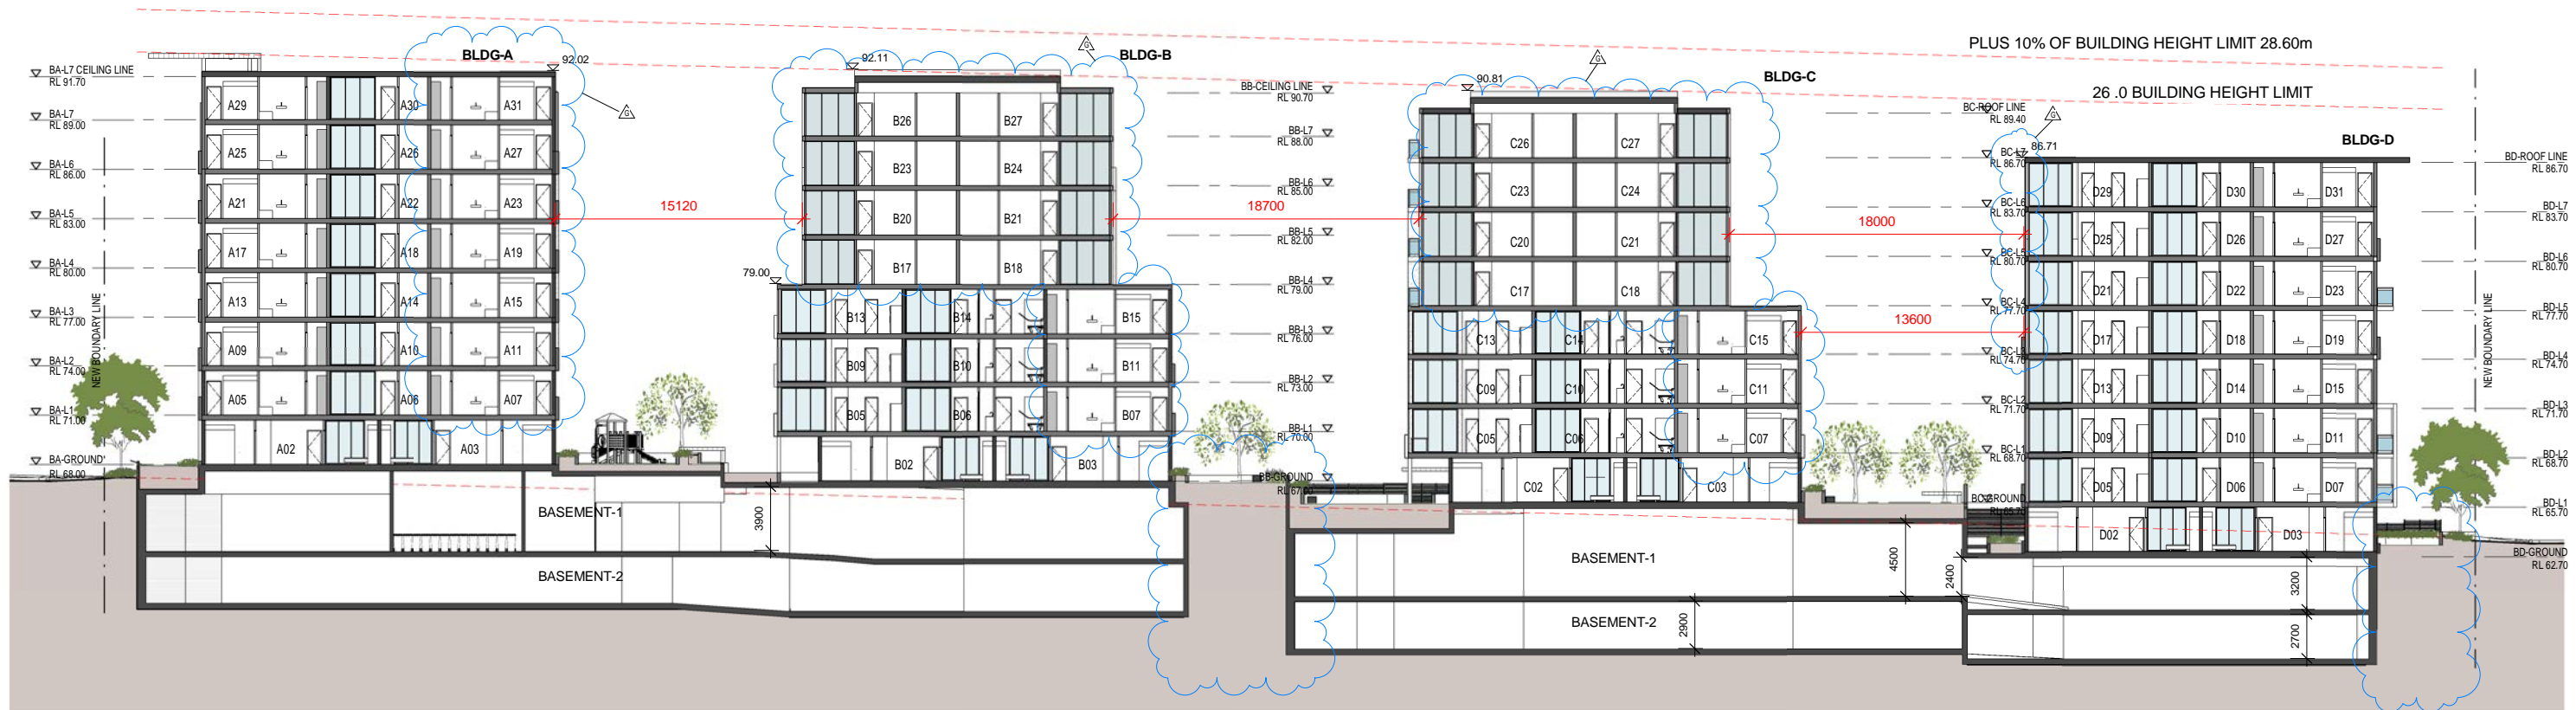 PLUS 10% OF BUILDING HEIGHT LIMIT 28.60m
26 .0 BUILDING HEIGHT LIMIT
BLDG-A
BLDG-B
BLDG-C
BLDG-D
G
G
G
G
92.02
92.11
90.81
86.71
79.00
BA-L7 CEILING LINE
RL 91.70
BA-L7
RL 89.00
BA-L6
RL 86.00
BA-L5
RL 83.00
BA-L4
RL 80.00
BA-L3
RL 77.00
BA-L2
RL 74.00
BA-L1
RL 71.00
BA-GROUND
RL 68.00
NEW BOUNDARY LINE
A29 A30 A31
A25 A26 A27
A21 A22 A23
A17 A18 A19
A13 A14 A15
A09 A10 A11
A05 A06 A07
A02 A03
15120
B26 B27
B23 B24
B20 B21
B17 B18
B13 B14 B15
B09 B10 B11
B05 B06 B07
B02 B03
BASEMENT-1
BASEMENT-2
3900
18700
BB-CEILING LINE
RL 90.70
BB-L7
RL 88.00
BB-L6
RL 85.00
BB-L5
RL 82.00
BB-L4
RL 79.00
BB-L3
RL 76.00
BB-L2
RL 73.00
BB-L1
RL 70.00
BB-GROUND
RL 67.00
C26 C27
C23 C24
C20 C21
C17 C18
C13 C14 C15
C09 C10 C11
C05 C06 C07
C02 C03
BASEMENT-1
BASEMENT-2
4500
2400
2900
18000
13600
BC-ROOF LINE
RL 89.40
BC-L7
RL 86.70
BC-L6
RL 83.70
BC-L5
RL 80.70
BC-L4
RL 77.70
BC-L3
RL 74.70
BC-L2
RL 71.70
BC-L1
RL 68.70
BC-GROUND
RL 65.70
D29 D30 D31
D25 D26 D27
D21 D22 D23
D17 D18 D19
D13 D14 D15
D09 D10 D11
D05 D06 D07
D02 D03
3200
2700
NEW BOUNDARY LINE
BD-ROOF LINE
RL 86.70
BD-L7
RL 83.70
BD-L6
RL 80.70
BD-L5
RL 77.70
BD-L4
RL 74.70
BD-L3
RL 71.70
BD-L2
RL 68.70
BD-L1
RL 65.70
BD-GROUND
RL 62.70